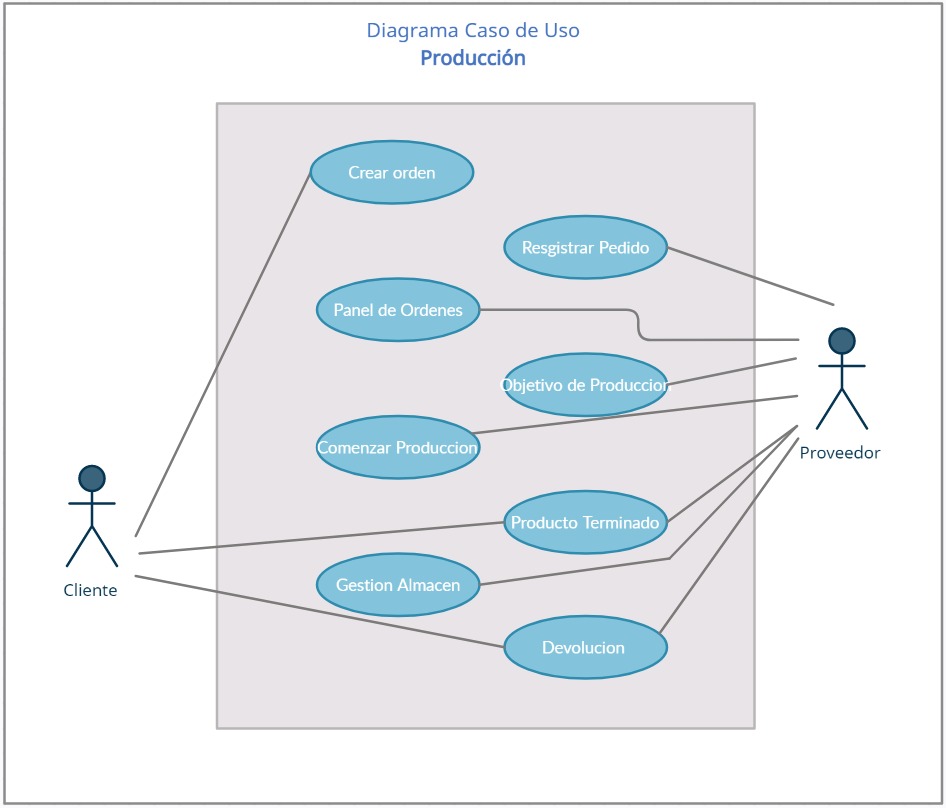 Diagrama Caso de Uso
Producción
Crear orden
Resgistrar Pedido
Panel de Ordenes
Objetivo de Produccion
Comenzar Produccion
Proveedor
Producto Terminado
Gestion Almacen
Cliente
Devolucion